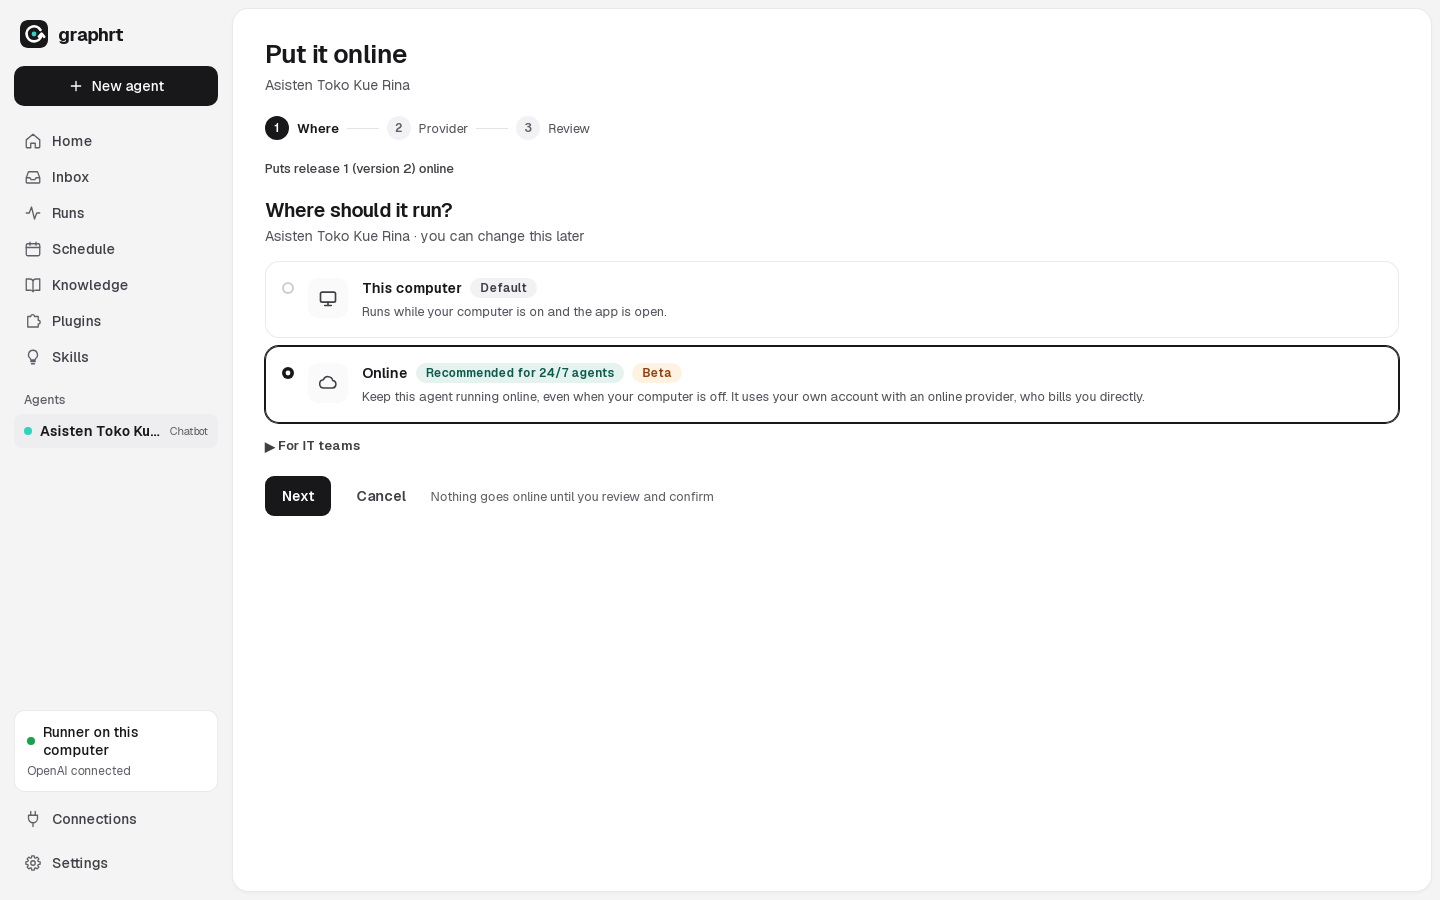 graphrt
New agent
Home
Inbox
Runs
Schedule
Knowledge
Plugins
Skills
Agents
Asisten Toko Ku... Chatbot
Runner on this
computer
OpenAI connected
Connections
Settings
Put it online
Asisten Toko Kue Rina
1 Where 2 Provider 3 Review
Puts release 1 (version 2) online
Where should it run?
Asisten Toko Kue Rina · you can change this later
This computer Default
Runs while your computer is on and the app is open.
Online Recommended for 24/7 agents Beta
Keep this agent running online, even when your computer is off. It uses your own account with an online provider, who bills you directly.
▶ For IT teams
Next Cancel Nothing goes online until you review and confirm